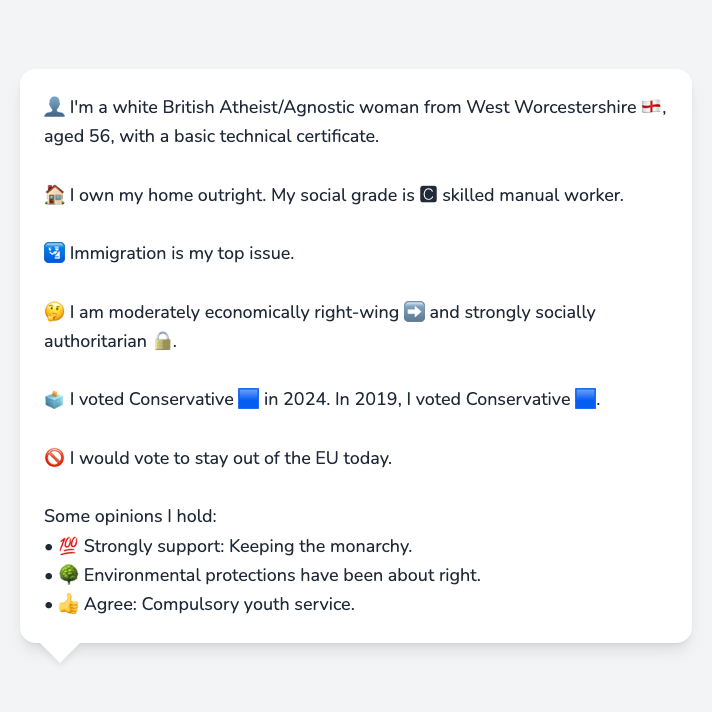 👤 I'm a white British Atheist/Agnostic woman from West Worcestershire 🏴󠁧󠁢󠁥󠁮󠁧󠁿,
aged 56, with a basic technical certificate.
🏠 I own my home outright. My social grade is 🅲 skilled manual worker.
🛂 Immigration is my top issue.
🤔 I am moderately economically right-wing ➡️ and strongly socially
authoritarian 🔒.
🗳️ I voted Conservative 🟦 in 2024. In 2019, I voted Conservative 🟦.
🚫 I would vote to stay out of the EU today.
Some opinions I hold:
• 💯 Strongly support: Keeping the monarchy.
• 🌳 Environmental protections have been about right.
• 👍 Agree: Compulsory youth service.